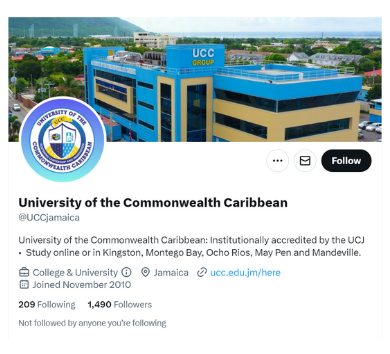 UCC
GROUP
UNIVERSITY OF THE
COMMONWEALTH CARIBBEAN
UCC
Follow
University of the Commonwealth Caribbean
@UCCjamaica
University of the Commonwealth Caribbean: Institutionally accredited by the UCJ
• Study online or in Kingston, Montego Bay, Ocho Rios, May Pen and Mandeville.
College & University Jamaica ucc.edu.jm/here
Joined November 2010
209 Following 1,490 Followers
Not followed by anyone you're following